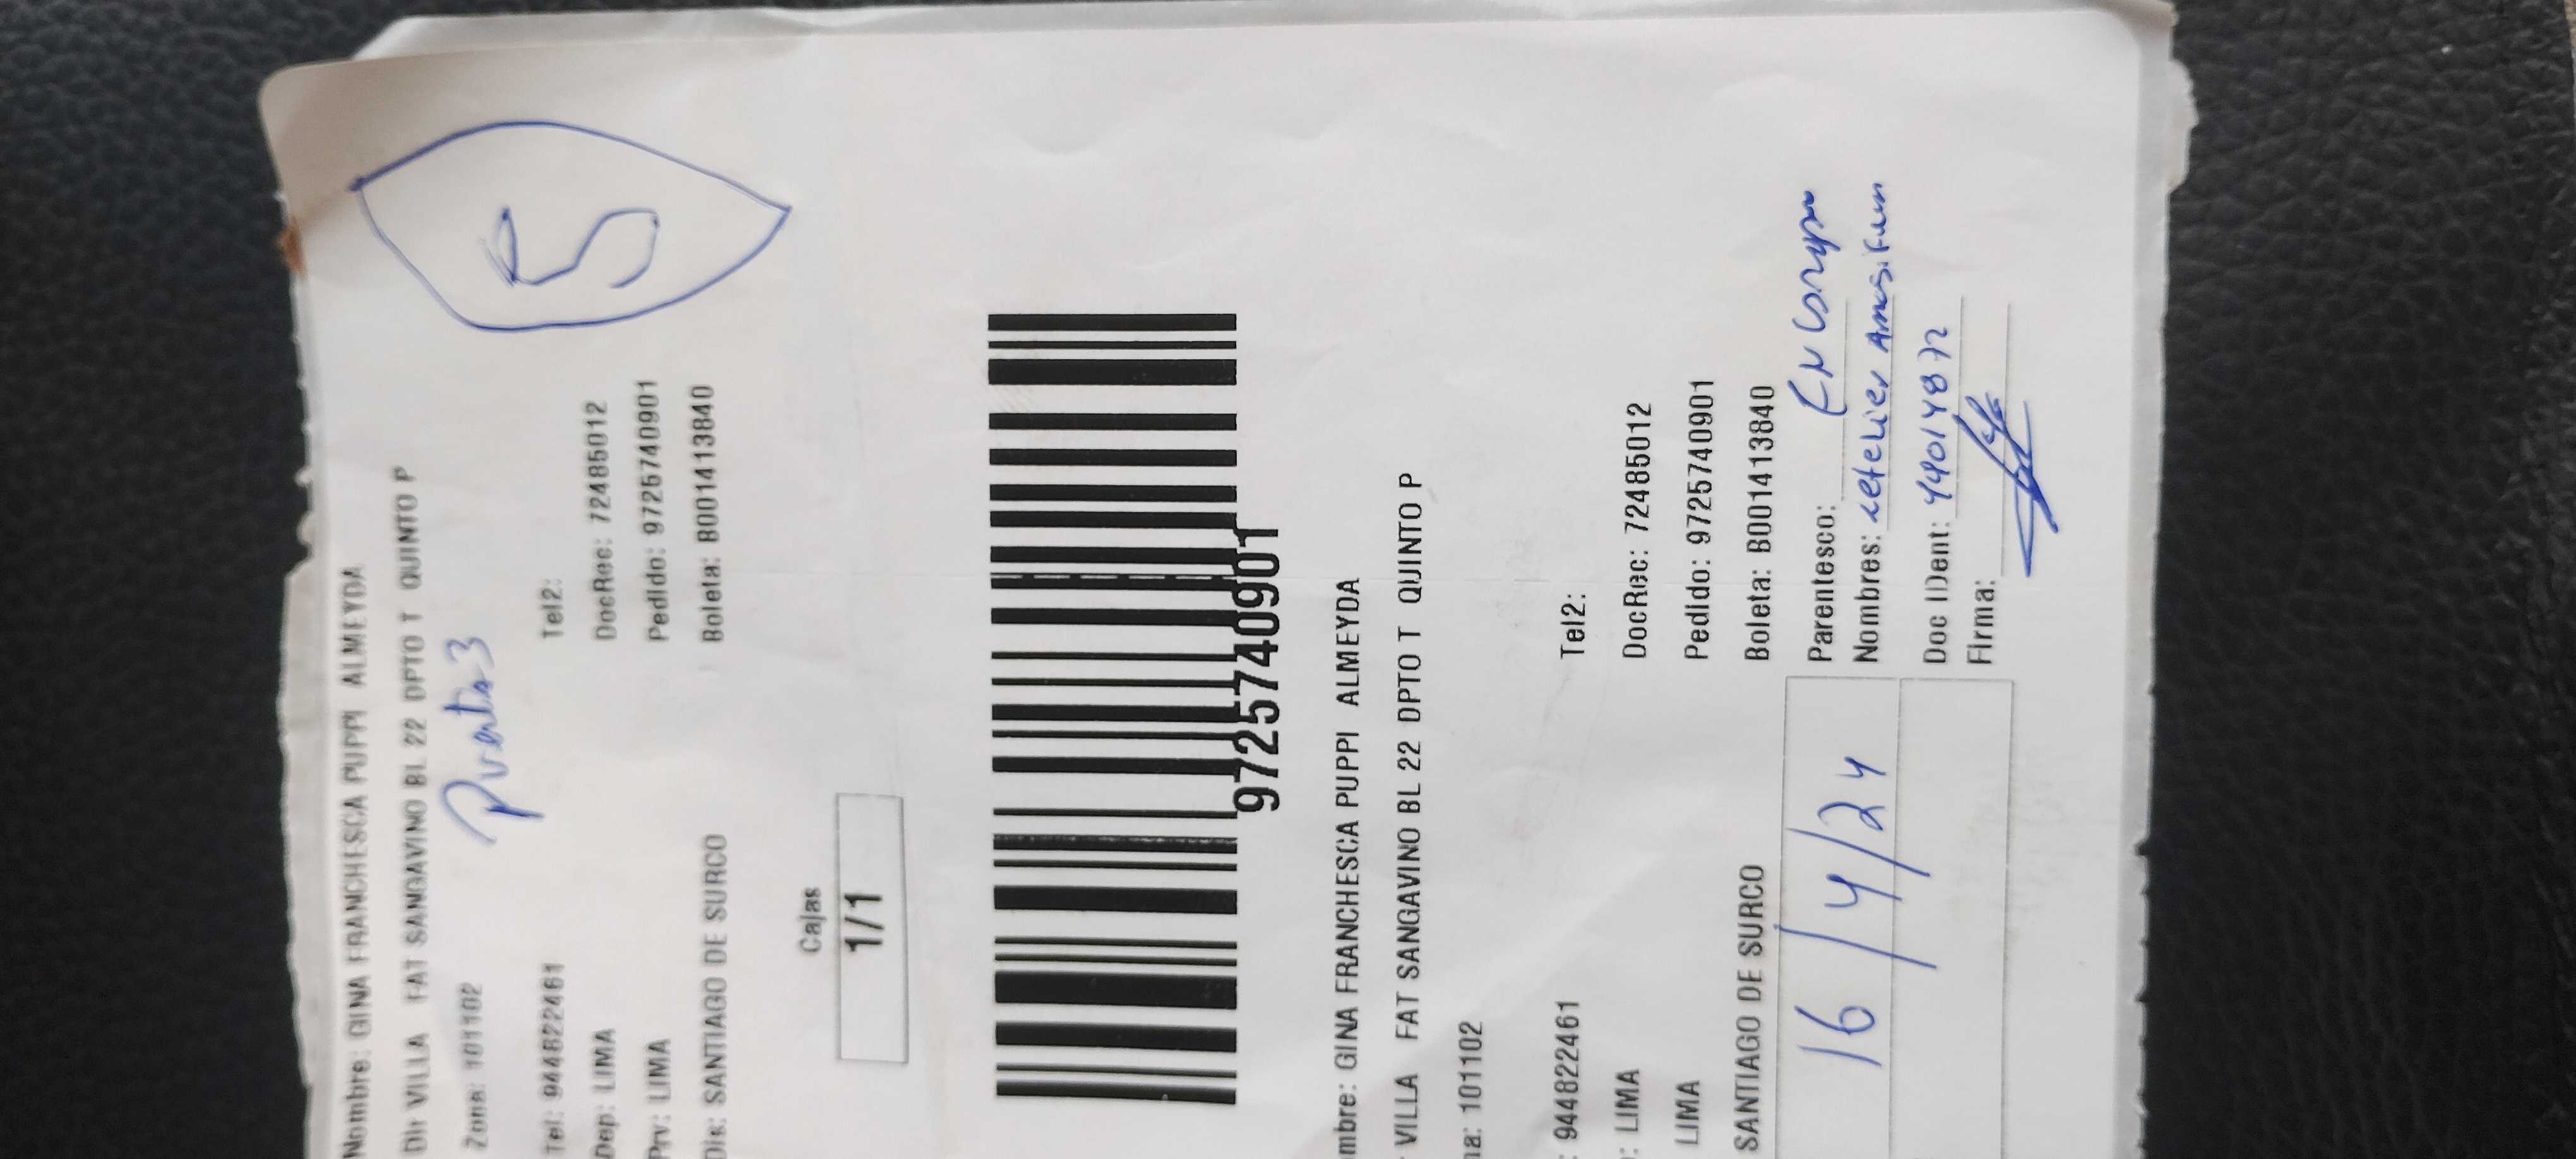 Nombre: GINA FRANCHESCA PUPPI ALMEYDA
Dir VILLA FAT SANGAVINO BL 22 DPTO T QUINTO P
Zona: 101102
Puerta 3
5
Tel: 944822461 Tel2:
Dep: LIMA DocRec: 72485012
Prv: LIMA Pedido: 9725740901
Dis: SANTIAGO DE SURCO Boleta: B001413840
Cajas
1/1
9725740901
mbre: GINA FRANCHESCA PUPPI ALMEYDA
VILLA FAT SANGAVINO BL 22 DPTO T QUINTO P
na: 101102
: 944822461 Tel2:
: LIMA DocRec: 72485012
LIMA Pedido: 9725740901
SANTIAGO DE SURCO Boleta: B001413840
16/4/24
Parentesco:
Nombres:
Doc IDent: 44014872
Firma: